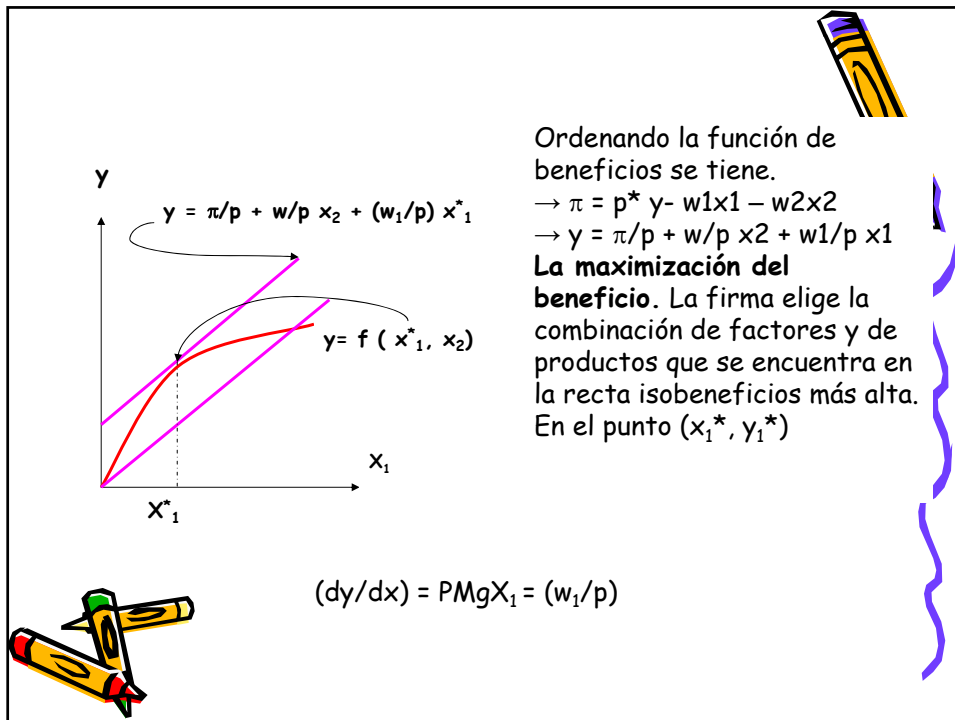 y
y = π/p + w/p x₂ + (w₁/p) x*₁
y= f ( x*₁, x₂)
x₁
X*₁
Ordenando la función de
beneficios se tiene.
→ π = p* y- w1x1 – w2x2
→ y = π/p + w/p x2 + w1/p x1
La maximización del
beneficio. La firma elige la
combinación de factores y de
productos que se encuentra en
la recta isobeneficios más alta.
En el punto (x₁*, y₁*)
(dy/dx) = PMgX₁ = (w₁/p)